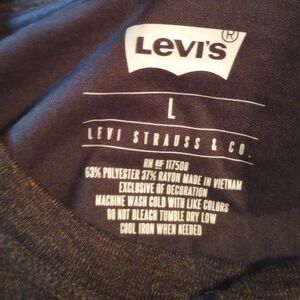 LEVI'S®
L
LEVI STRAUSS & CO.
RN 117508
63% POLYESTER 37% RAYON MADE IN VIETNAM
EXCLUSIVE OF DECORATION
MACHINE WASH COLD WITH LIKE COLORS
DO NOT BLEACH TUMBLE DRY LOW
COOL IRON WHEN NEEDED